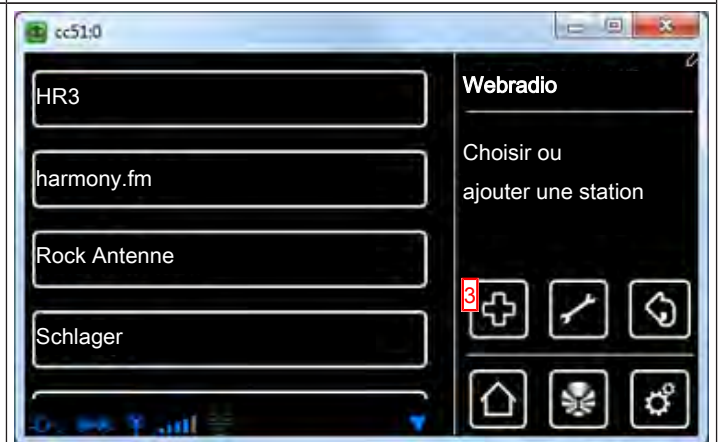 cc51:0
HR3
harmony.fm
Rock Antenne
Schlager
Webradio
Choisir ou
ajouter une station
3